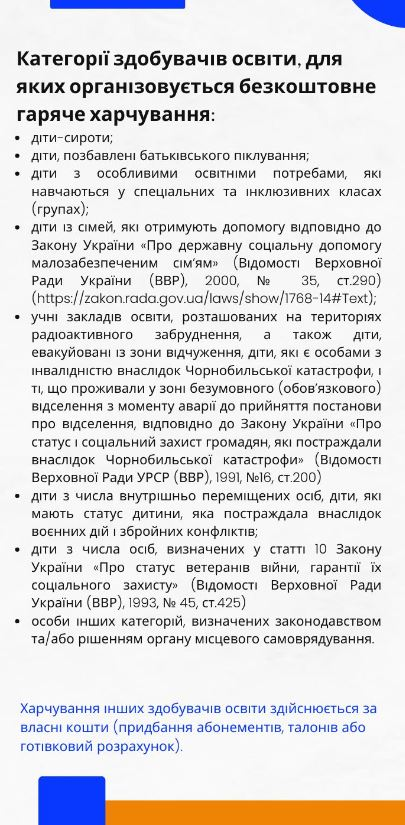 Категорії здобувачів освіти, для
яких організовується безкоштовне
гаряче харчування:
• діти-сироти;
• діти, позбавлені батьківського піклування;
• діти з особливими освітніми потребами, які
навчаються у спеціальних та інклюзивних класах
(групах);
• діти із сімей, які отримують допомогу відповідно до
Закону України «Про державну соціальну допомогу
малозабезпеченим сім'ям» (Відомості Верховної
Ради України (ВВР), 2000, № 35, ст.290)
(https://zakon.rada.gov.ua/laws/show/1768-14#Text);
• учні закладів освіти, розташованих на територіях
радіоактивного забруднення, а також діти,
евакуйовані із зони відчуження, діти, які є особами з
інвалідністю внаслідок Чорнобильської катастрофи, і
ті, що проживали у зоні безумовного (обов'язкового)
відселення з моменту аварії до прийняття постанови
про відселення, відповідно до Закону України «Про
статус і соціальний захист громадян, які постраждали
внаслідок Чорнобильської катастрофи» (Відомості
Верховної Ради УРСР (ВВР), 1991, №16, ст.200)
• діти з числа внутрішньо переміщених осіб, діти, які
мають статус дитини, яка постраждала внаслідок
воєнних дій і збройних конфліктів;
• діти з числа осіб, визначених у статті 10 Закону
України «Про статус ветеранів війни, гарантії їх
соціального захисту» (Відомості Верховної Ради
України (ВВР), 1993, № 45, ст.425)
• особи інших категорій, визначених законодавством
та/або рішенням органу місцевого самоврядування.
Харчування інших здобувачів освіти здійснюється за
власні кошти (придбання абонементів, талонів або
готівковий розрахунок).